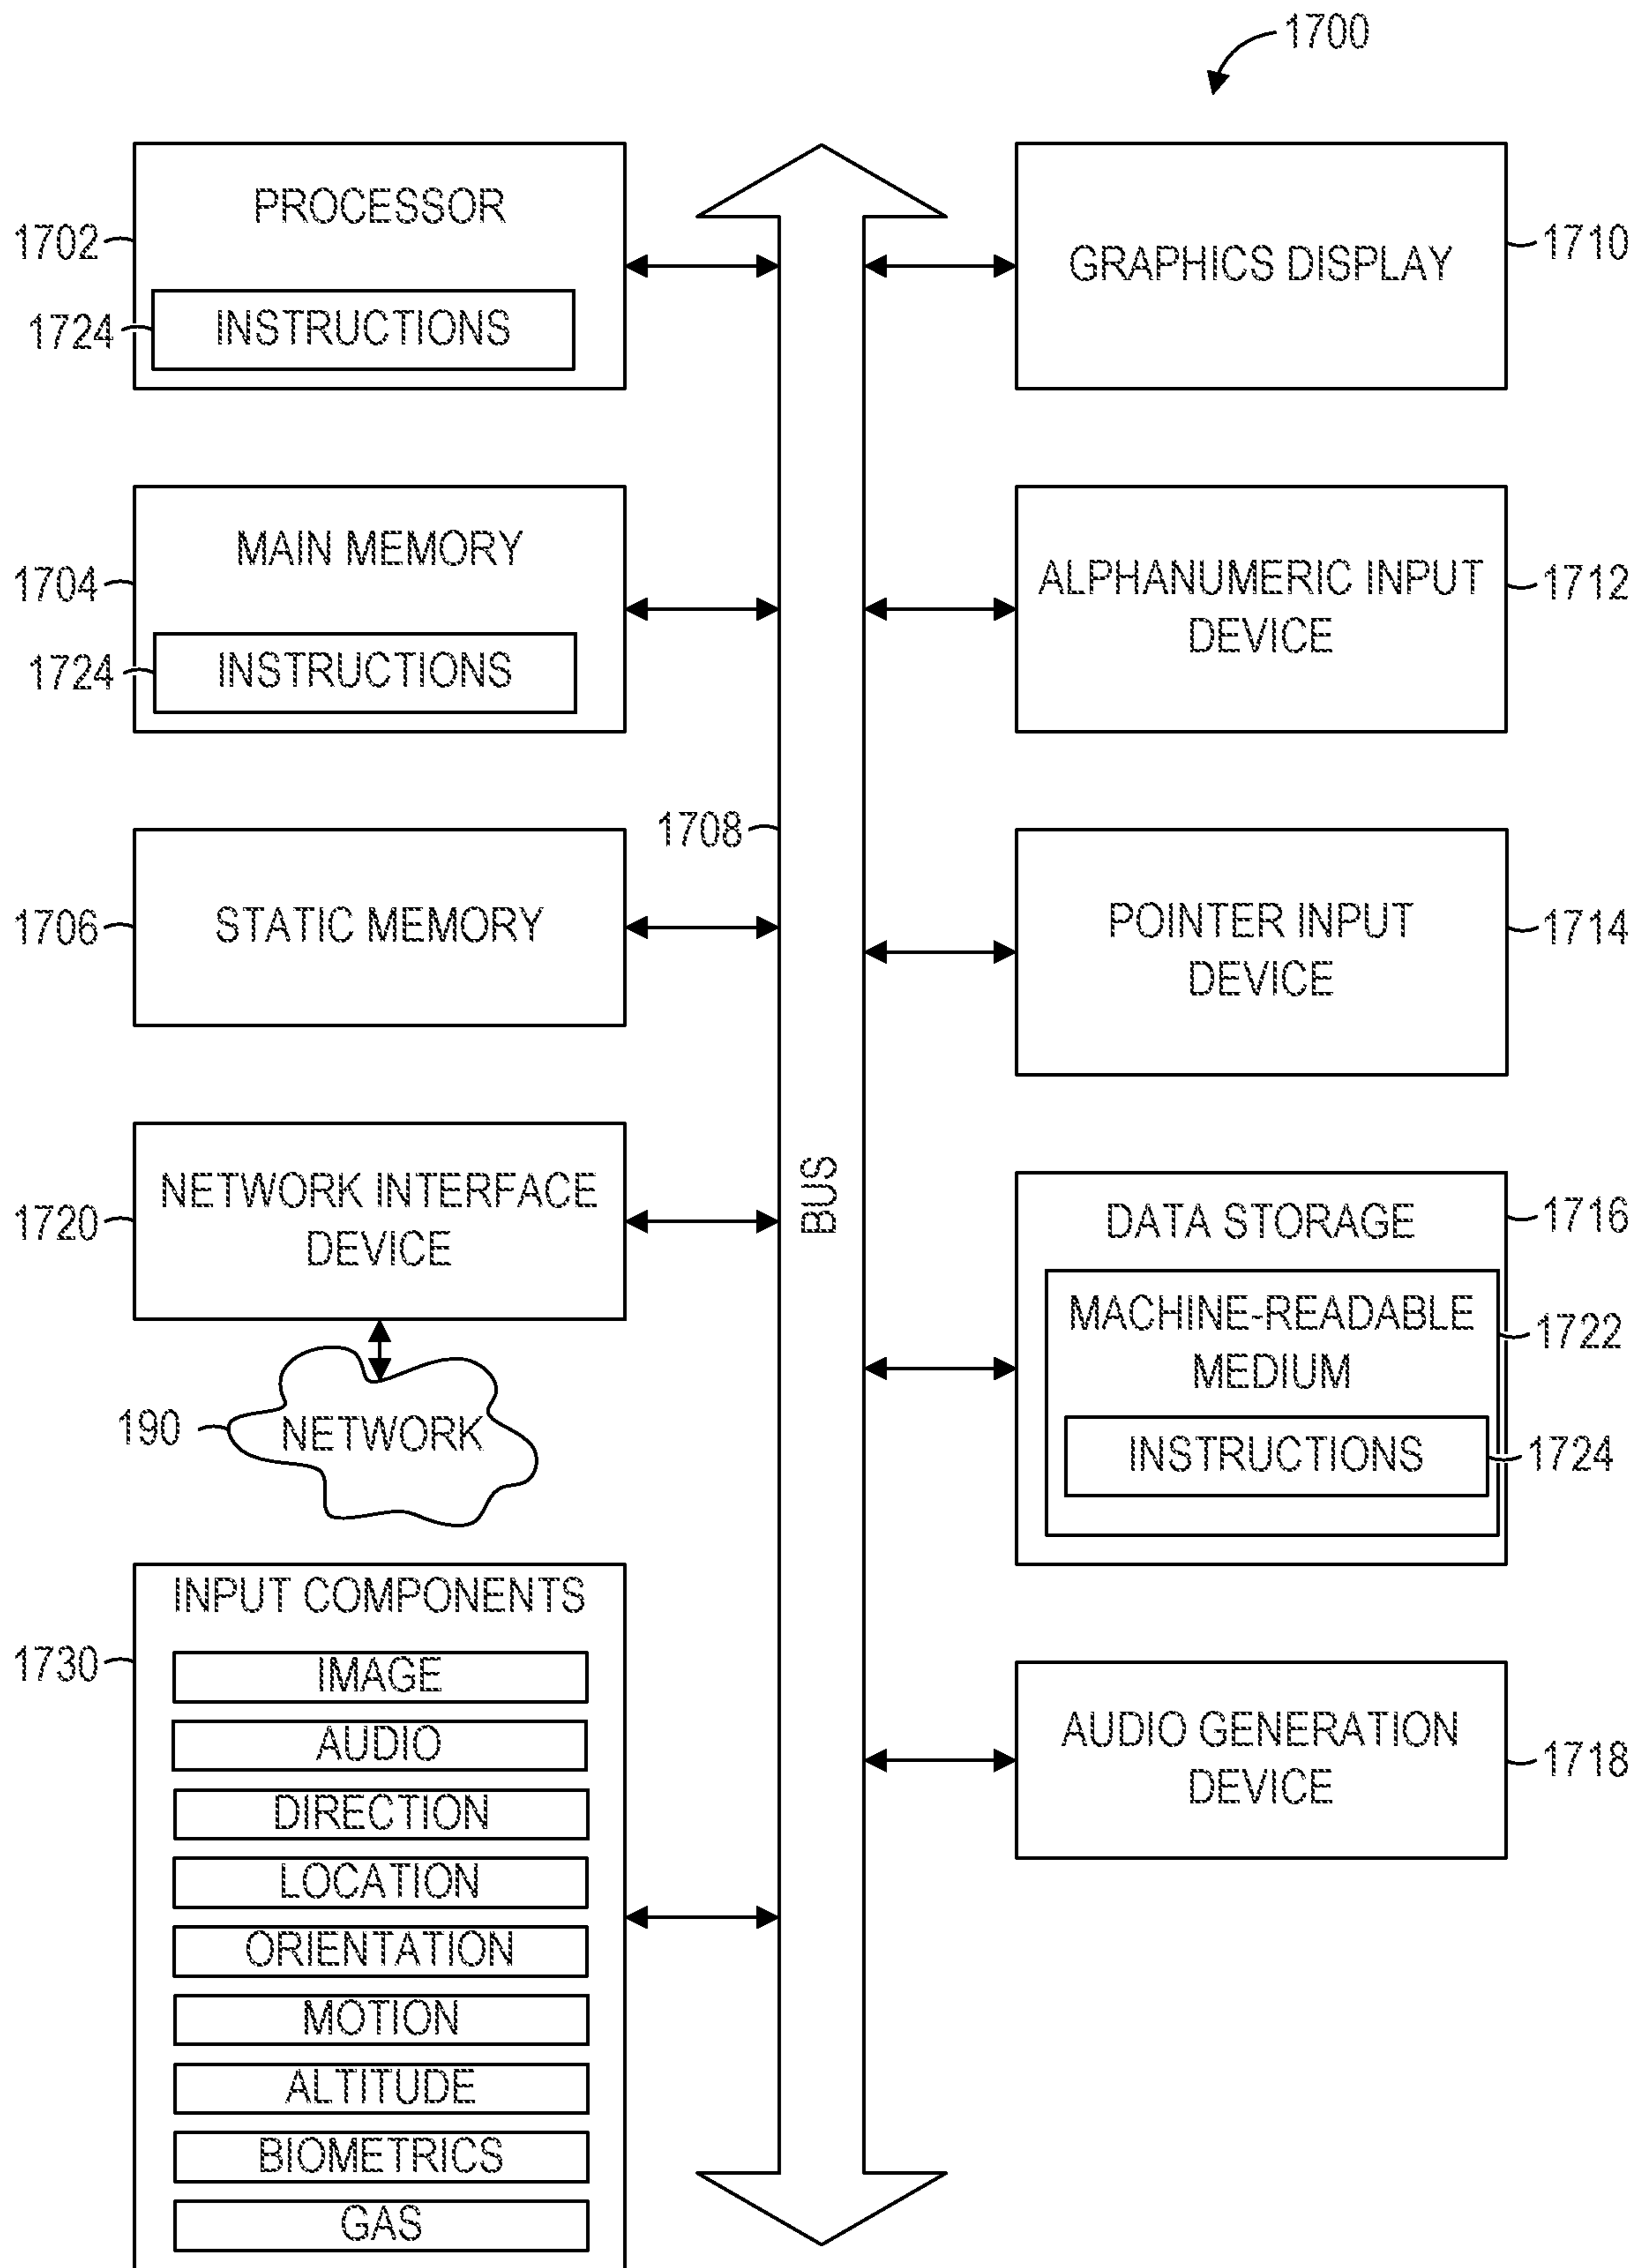 1700
PROCESSOR
1702
1724
INSTRUCTIONS
MAIN MEMORY
1704
1724
INSTRUCTIONS
1706
STATIC MEMORY
1720
NETWORK INTERFACE
DEVICE
190
NETWORK
INPUT COMPONENTS
1730
IMAGE
AUDIO
DIRECTION
LOCATION
ORIENTATION
MOTION
ALTITUDE
BIOMETRICS
GAS
1708
BUS
GRAPHICS DISPLAY
1710
ALPHANUMERIC INPUT
DEVICE
1712
POINTER INPUT
DEVICE
1714
DATA STORAGE
1716
MACHINE-READABLE
MEDIUM
1722
INSTRUCTIONS
1724
AUDIO GENERATION
DEVICE
1718